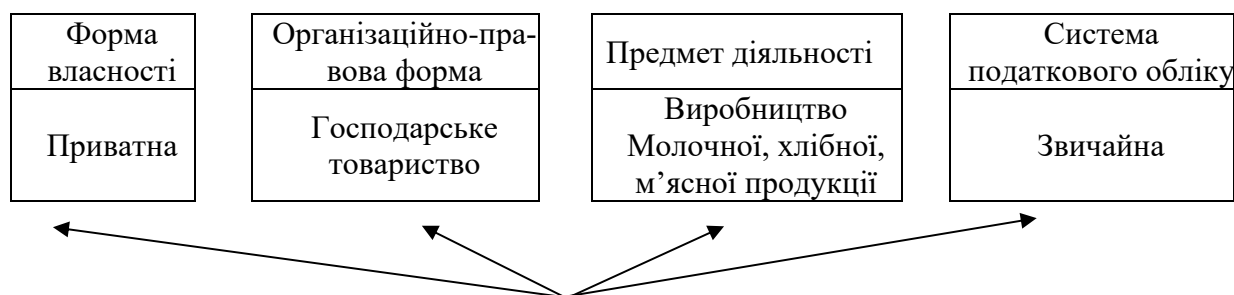 Форма
власності
Приватна
Організаційно-пра-
вова форма
Господарське
товариство
Предмет діяльності
Виробництво
Молочної, хлібної,
м’ясної продукції
Система
податкового обліку
Звичайна